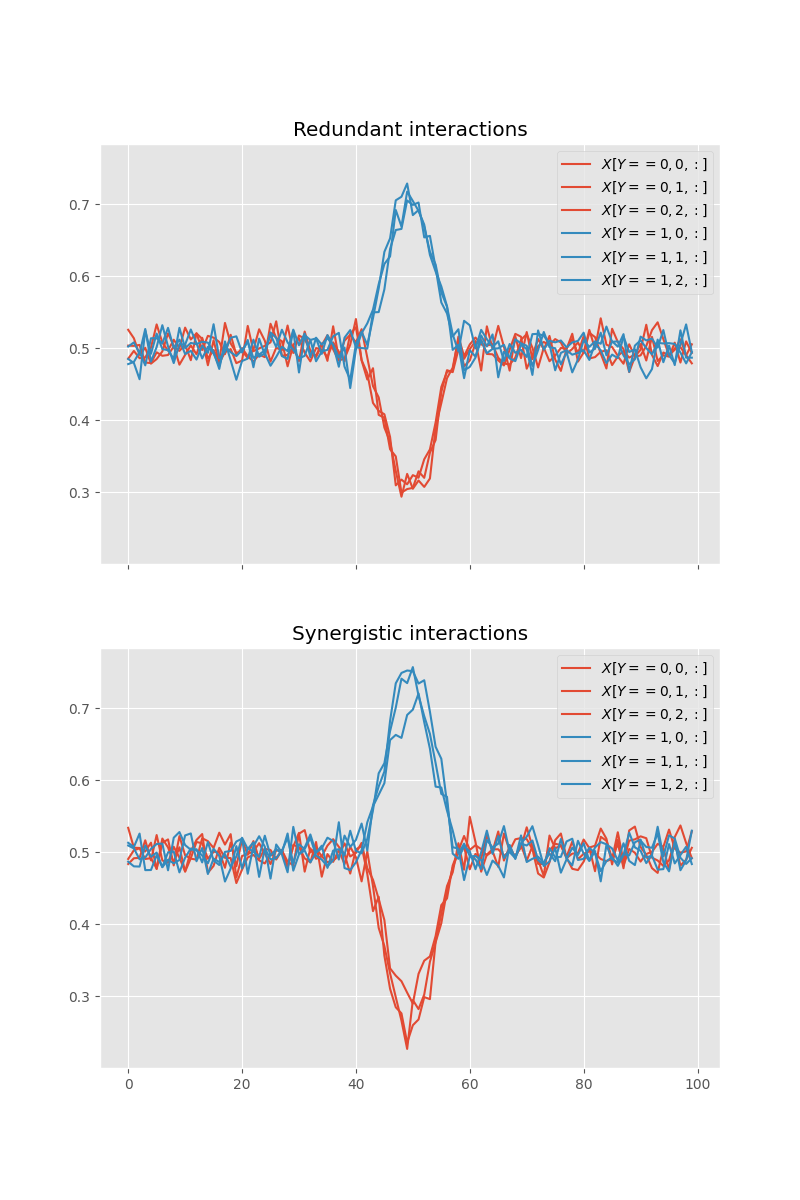 Redundant interactions
X[Y==0,0,:]
X[Y==0,1,:]
X[Y==0,2,:]
X[Y==1,0,:]
X[Y==1,1,:]
X[Y==1,2,:]
0.7
0.6
0.5
0.4
0.3
Synergistic interactions
X[Y==0,0,:]
X[Y==0,1,:]
X[Y==0,2,:]
X[Y==1,0,:]
X[Y==1,1,:]
X[Y==1,2,:]
0.7
0.6
0.5
0.4
0.3
0 20 40 60 80 100